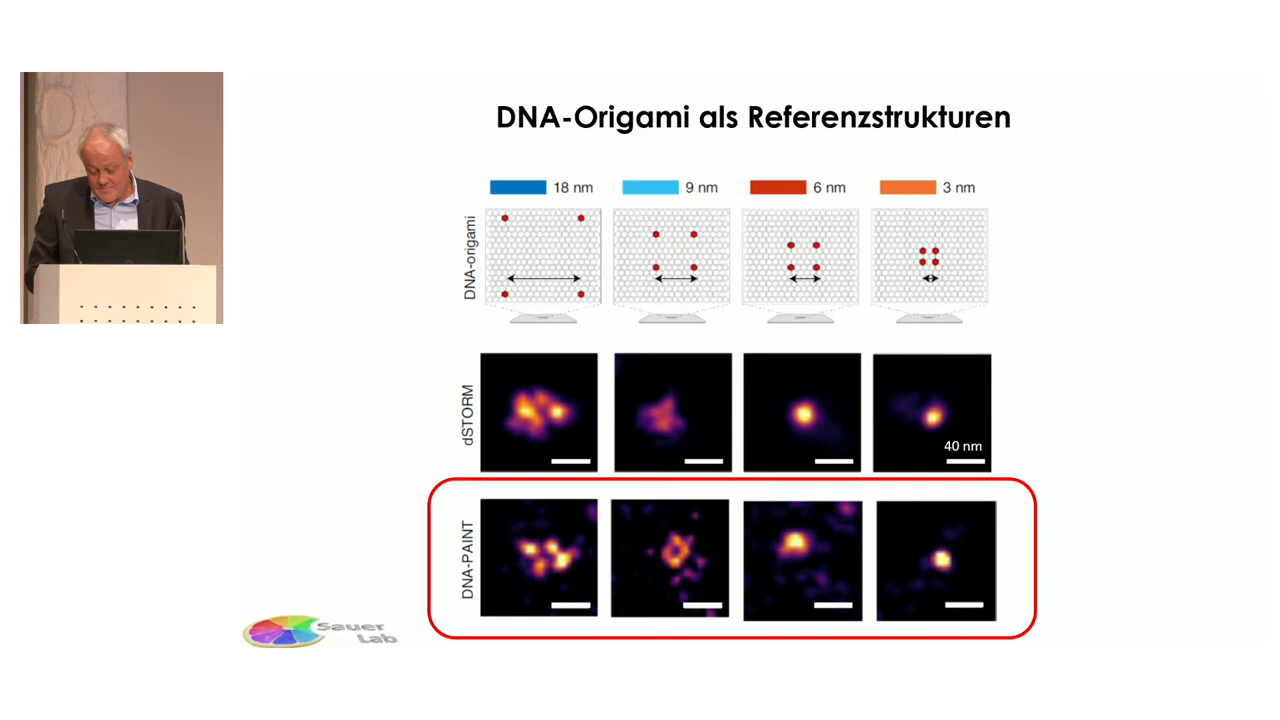 DNA-Origami als Referenzstrukturen
18 nm
9 nm
6 nm
3 nm
DNA-origami
dSTORM
40 nm
DNA-PAINT
Sauer
Lab